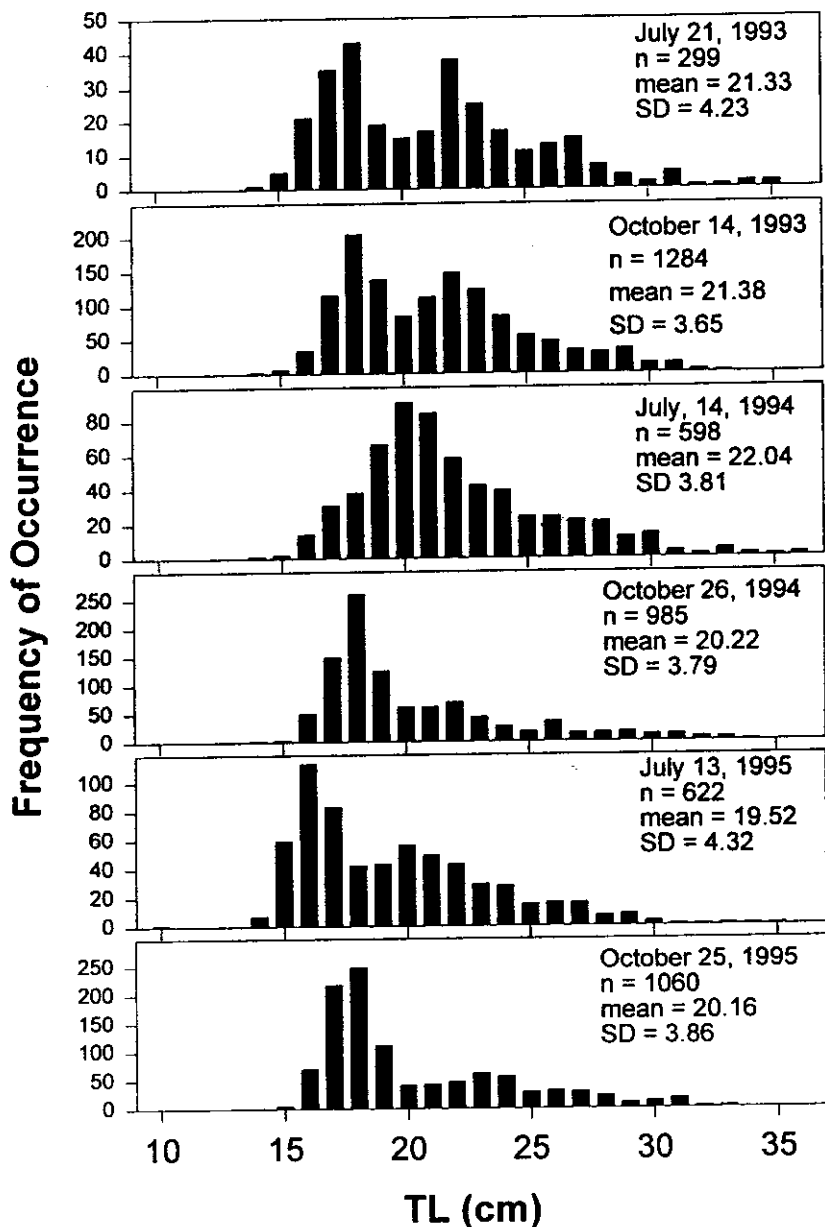 Frequency of Occurrence
50
40
30
20
10
0
July 21, 1993
n = 299
mean = 21.33
SD = 4.23
200
150
100
50
0
October 14, 1993
n = 1284
mean = 21.38
SD = 3.65
80
60
40
20
0
July, 14, 1994
n = 598
mean = 22.04
SD 3.81
250
200
150
100
50
0
October 26, 1994
n = 985
mean = 20.22
SD = 3.79
100
80
60
40
20
0
July 13, 1995
n = 622
mean = 19.52
SD = 4.32
250
200
150
100
50
0
October 25, 1995
n = 1060
mean = 20.16
SD = 3.86
10 15 20 25 30 35
TL (cm)